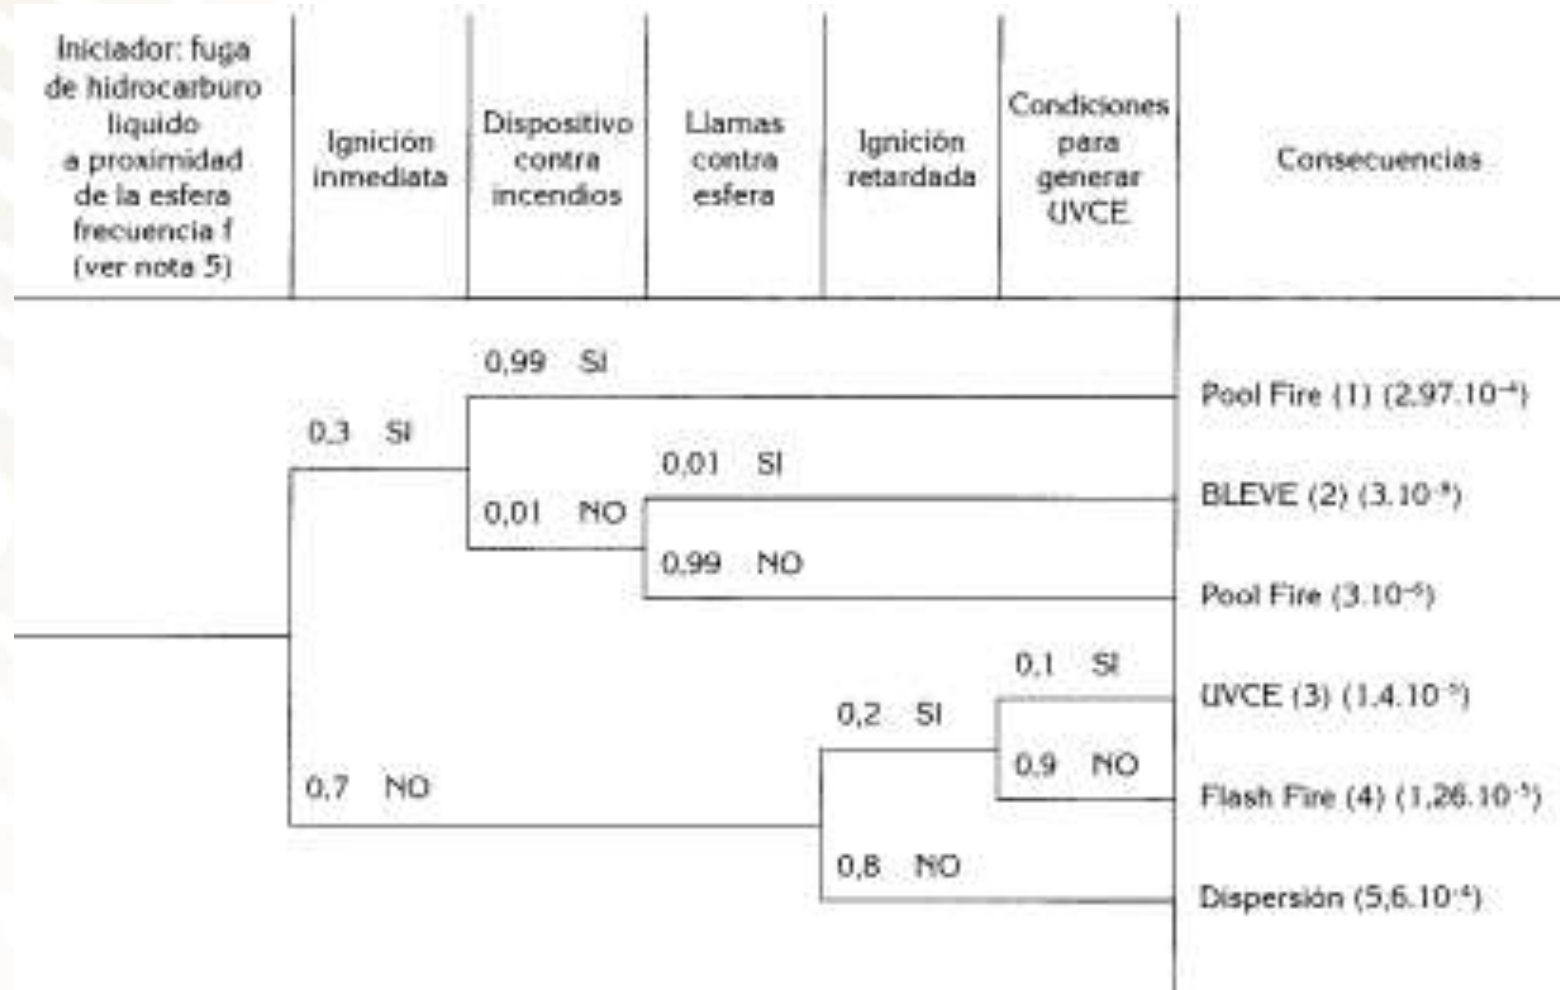 Iniciador: fuga
de hidrocarburo
liquido
a proximidad
de la esfera
frecuencia f
(ver nota 5)
Ignición
inmediata
Dispositivo
contra
incendios
Llamas
contra
esfera
Ignición
retardada
Condiciones
para
generar
UVCE
Consecuencias
0,99 SI
0,3 SI
0,01 SI
0,01 NO
0,99 NO
0,1 SI
0,2 SI
0,9 NO
0,7 NO
0,8 NO
Pool Fire (1) (2,97.10⁻⁴)
BLEVE (2) (3.10⁻⁸)
Pool Fire (3.10⁻⁶)
UVCE (3) (1.4.10⁻⁵)
Flash Fire (4) (1,26.10⁻⁵)
Dispersión (5,6.10⁻⁴)